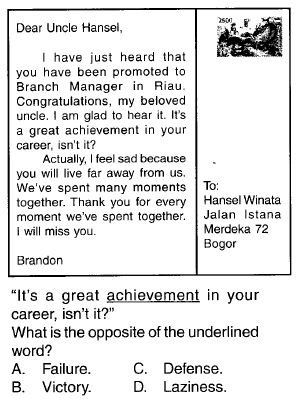 Dear Uncle Hansel,
I have just heard that
you have been promoted to
Branch Manager in Riau.
Congratulations, my beloved
uncle. I am glad to hear it. It's
a great achievement in your
career, isn't it?
Actually, I feel sad because
you will live far away from us.
We've spent many moments
together. Thank you for every
moment we've spent together.
I will miss you.
Brandon
2500
To:
Hansel Winata
Jalan Istana
Merdeka 72
Bogor
"It's a great achievement in your
career, isn't it?"
What is the opposite of the underlined
word?
A. Failure. C. Defense.
B. Victory. D. Laziness.